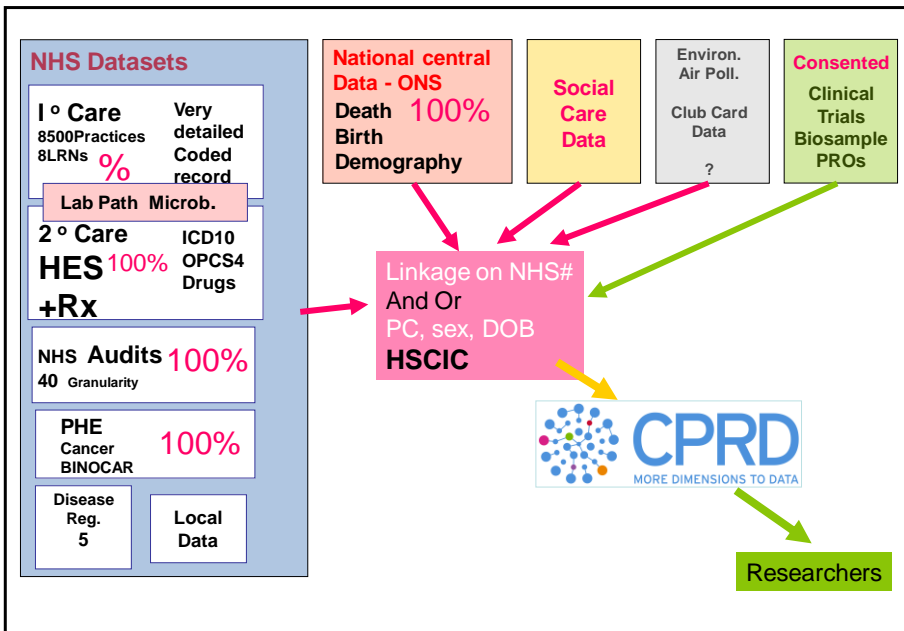 NHS Datasets
I o Care
8500Practices
8LRNs
%
Very
detailed
Coded
record
Lab Path Microb.
2 o Care
HES 100%
+Rx
ICD10
OPCS4
Drugs
NHS Audits 100%
40 Granularity
PHE
Cancer
BINOCAR
100%
Disease
Reg.
5
Local
Data
National central
Data - ONS
Death 100%
Birth
Demography
Social
Care
Data
Environ.
Air Poll.
Club Card
Data
?
Consented
Clinical
Trials
Biosample
PROs
Linkage on NHS#
And Or
PC, sex, DOB
HSCIC
CPRD
MORE DIMENSIONS TO DATA
Researchers